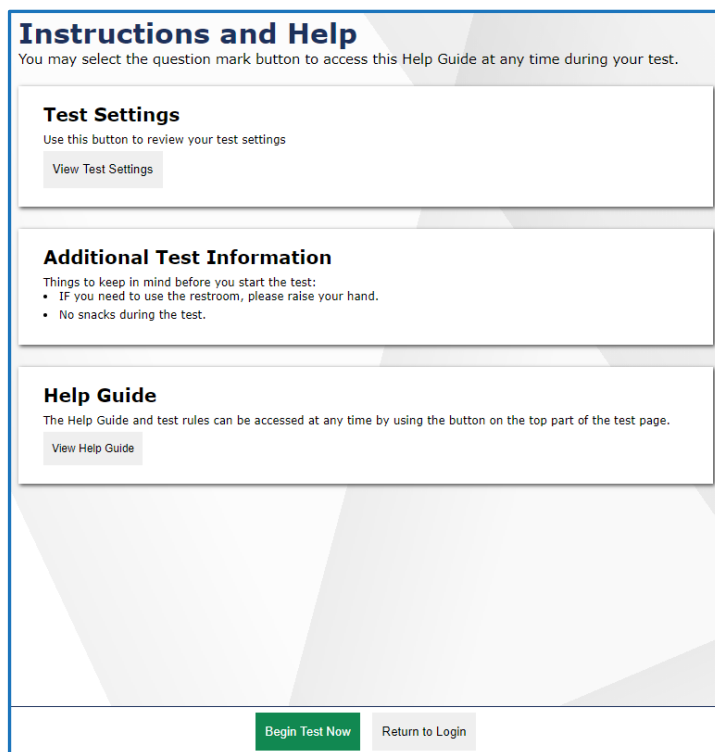 Instructions and Help
You may select the question mark button to access this Help Guide at any time during your test.
Test Settings
Use this button to review your test settings
View Test Settings
Additional Test Information
Things to keep in mind before you start the test:
• IF you need to use the restroom, please raise your hand.
• No snacks during the test.
Help Guide
The Help Guide and test rules can be accessed at any time by using the button on the top part of the test page.
View Help Guide
Begin Test Now Return to Login